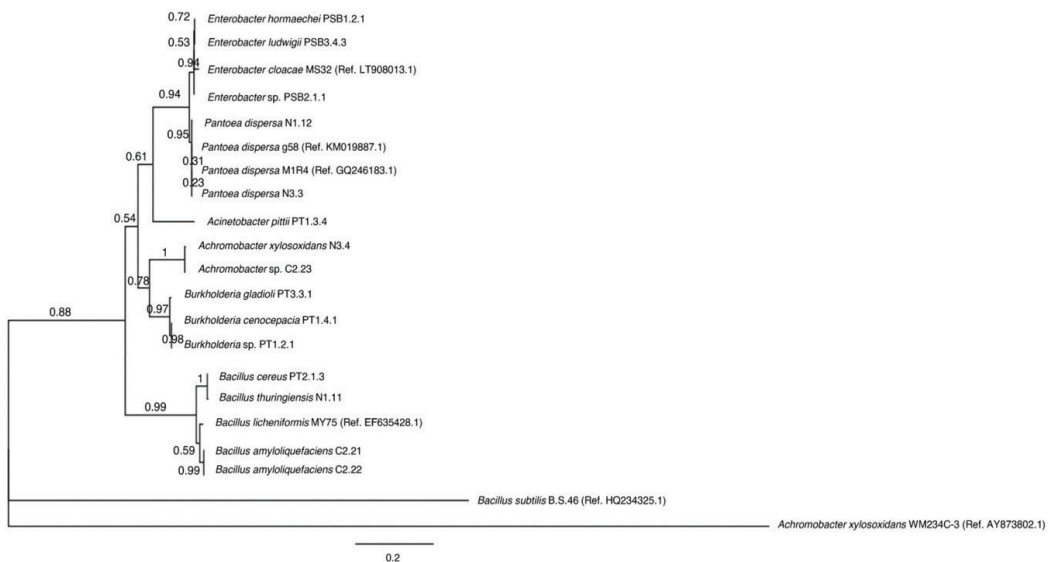 0.72
Enterobacter hormaechei PSB1.2.1
0.53
Enterobacter ludwigii PSB3.4.3
0.94
Enterobacter cloacae MS32 (Ref. LT908013.1)
0.94
Enterobacter sp. PSB2.1.1
Pantoea dispersa N1.12
0.95
Pantoea dispersa g58 (Ref. KM019887.1)
0.61
0.31
Pantoea dispersa M1R4 (Ref. GQ246183.1)
0.23
Pantoea dispersa N3.3
0.54
Acinetobacter pittii PT1.3.4
Achromobacter xylosoxidans N3.4
1
Achromobacter sp. C2.23
0.78
Burkholderia gladioli PT3.3.1
0.97
0.88
Burkholderia cenocepacia PT1.4.1
0.98
Burkholderia sp. PT1.2.1
Bacillus cereus PT2.1.3
1
Bacillus thuringiensis N1.11
0.99
Bacillus licheniformis MY75 (Ref. EF635428.1)
0.59
Bacillus amyloliquefaciens C2.21
0.99
Bacillus amyloliquefaciens C2.22
Bacillus subtilis B.S.46 (Ref. HQ234325.1)
Achromobacter xylosoxidans WM234C-3 (Ref. AY873802.1)
0.2